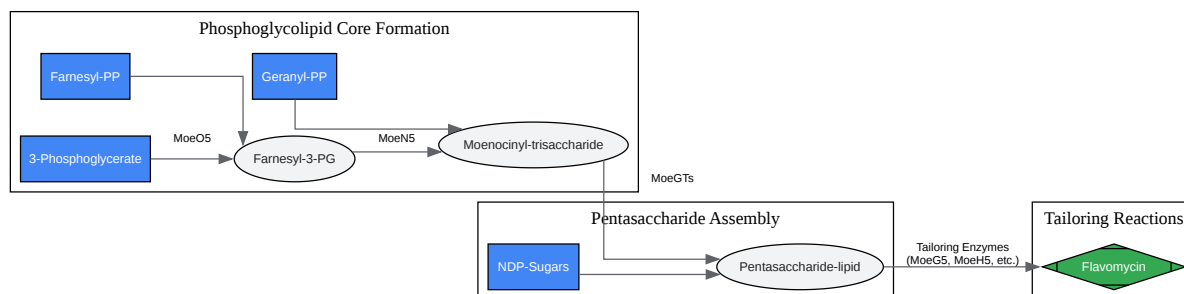 Phosphoglycolipid Core Formation
Farnesyl-PP
Geranyl-PP
MoeO5
MoeN5
3-Phosphoglycerate
Farnesyl-3-PG
Moenocinyl-trisaccharide
MoeGTs
Pentasaccharide Assembly
Tailoring Reactions
NDP-Sugars
Pentasaccharide-lipid
Tailoring Enzymes
(MoeG5, MoeH5, etc.)
Flavomycin